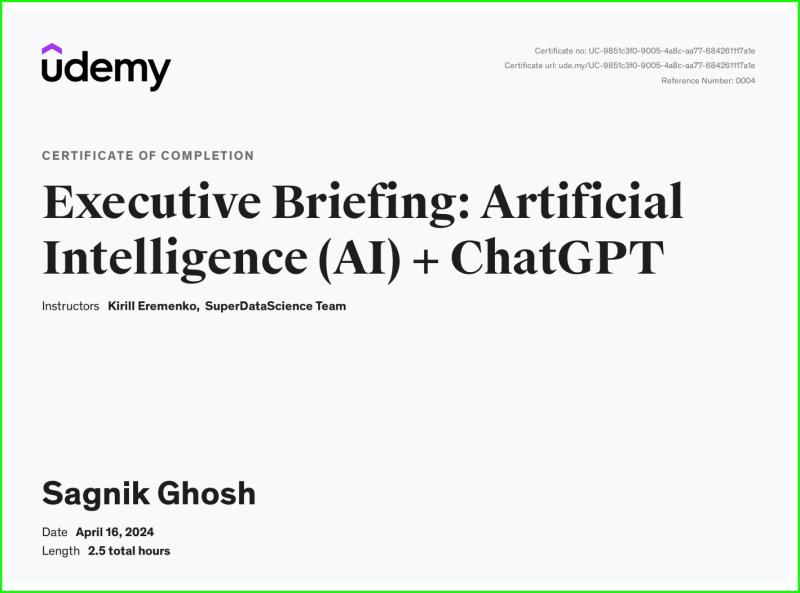 udemy
Certificate no: UC-9851c3f0-9005-4a8c-aa77-684261117a1e
Certificate url: ude.my/UC-9851c3f0-9005-4a8c-aa77-684261117a1e
Reference Number: 0004
CERTIFICATE OF COMPLETION
Executive Briefing: Artificial
Intelligence (AI) + ChatGPT
Instructors Kirill Eremenko, SuperDataScience Team
Sagnik Ghosh
Date April 16, 2024
Length 2.5 total hours